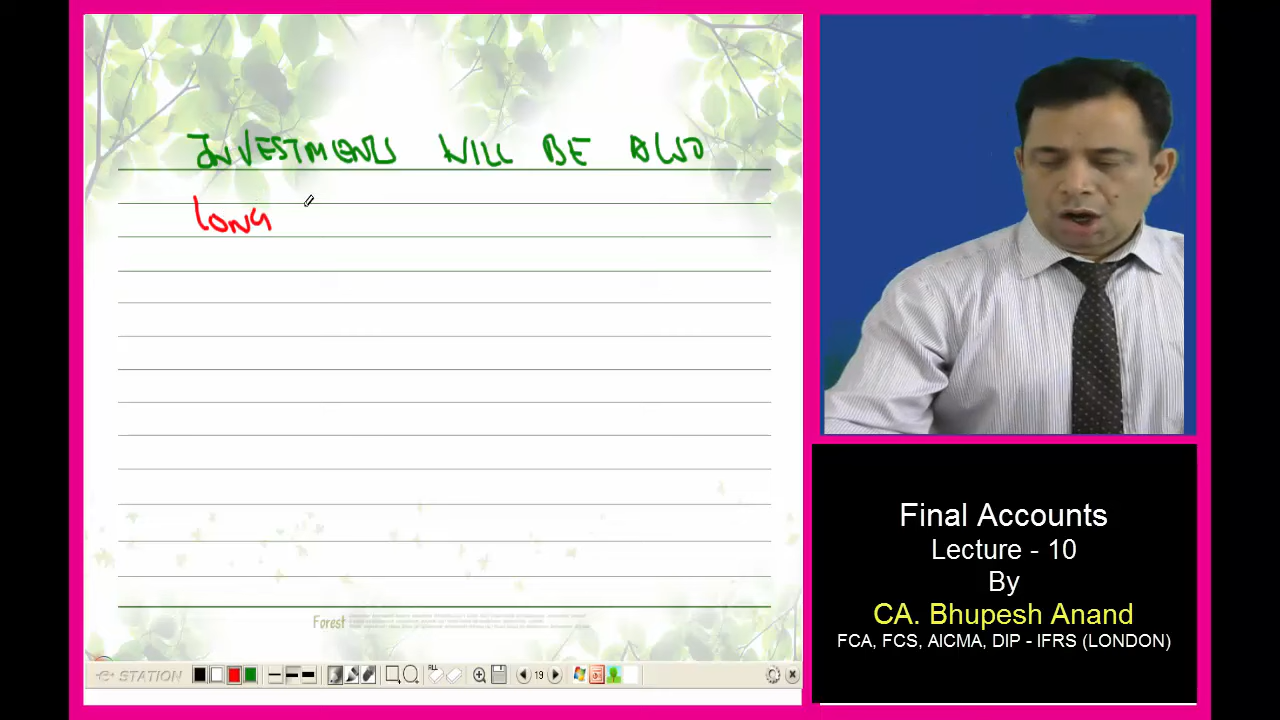 INVESTMENTS WILL BE ALSO
LONG
Forest
e-STATION
19
Final Accounts
Lecture - 10
By
CA. Bhupesh Anand
FCA, FCS, AICMA, DIP - IFRS (LONDON)